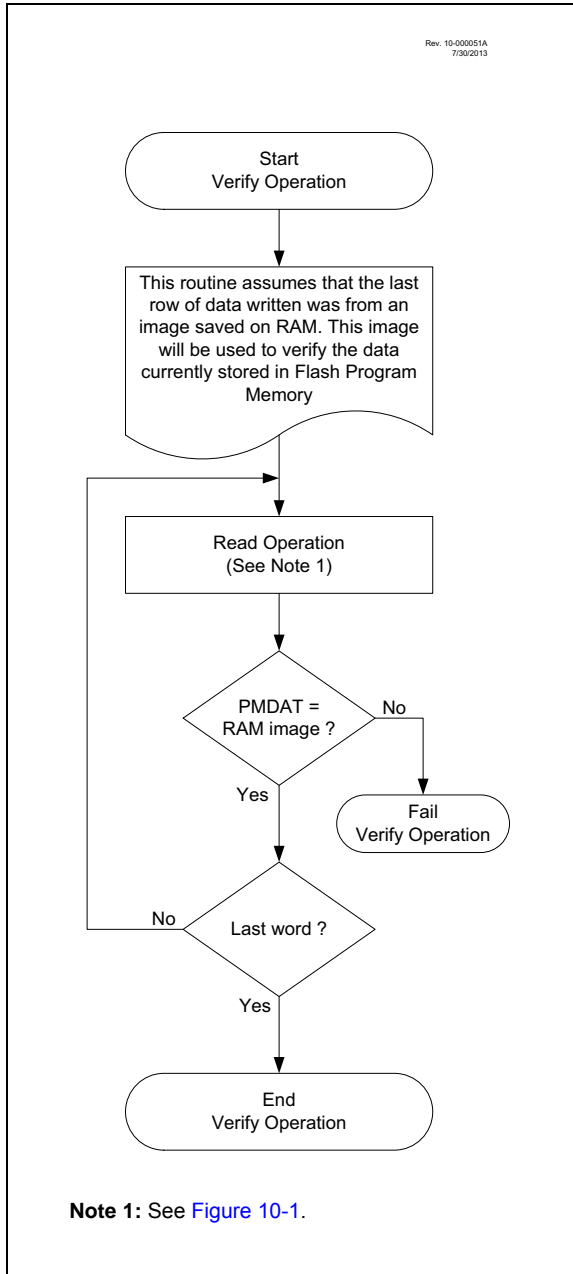 Rev. 10-000051A
7/30/2013
Start
Verify Operation
This routine assumes that the last
row of data written was from an
image saved on RAM. This image
will be used to verify the data
currently stored in Flash Program
Memory
Read Operation
(See Note 1)
PMDAT =
RAM image ?
No
Yes
Fail
Verify Operation
No
Last word ?
Yes
End
Verify Operation
Note 1: See Figure 10-1.